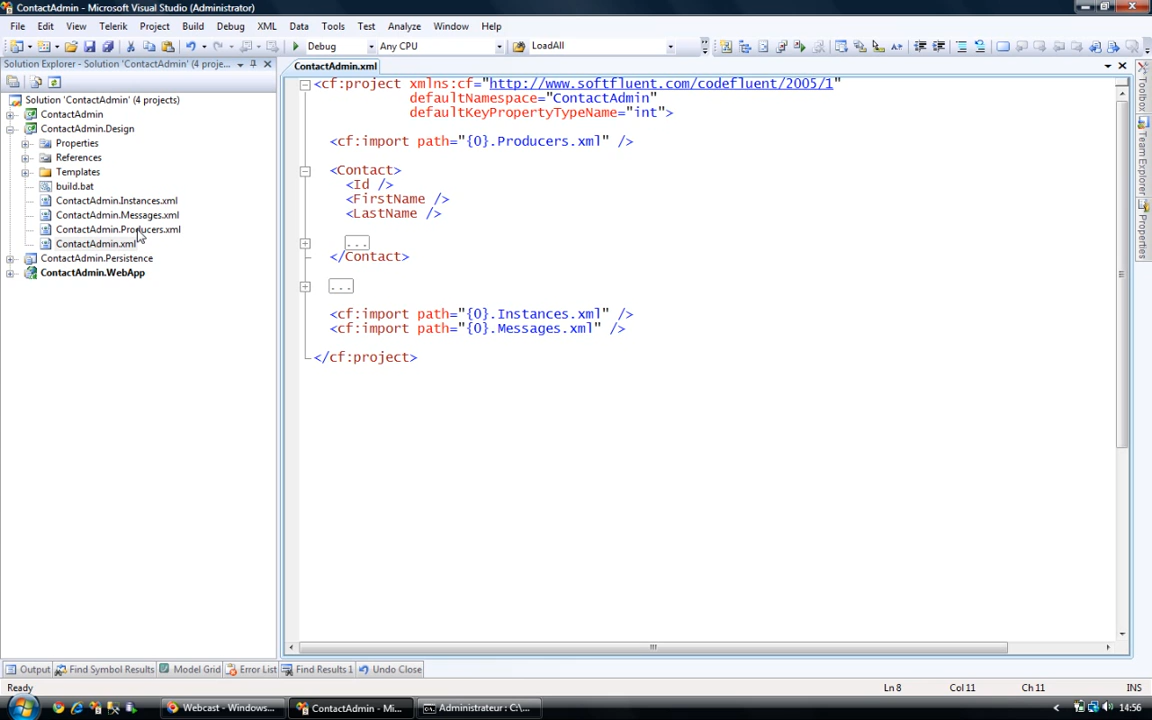 ContactAdmin - Microsoft Visual Studio (Administrator)
File Edit View Telerik Project Build Debug XML Data Tools Test Analyze Window Help
Debug Any CPU LoadAll
Solution Explorer - Solution 'ContactAdmin' (4 proje...
ContactAdmin.xml
Solution 'ContactAdmin' (4 projects)
ContactAdmin
ContactAdmin.Design
Properties
References
Templates
build.bat
ContactAdmin.Instances.xml
ContactAdmin.Messages.xml
ContactAdmin.Producers.xml
ContactAdmin.xml
ContactAdmin.Persistence
ContactAdmin.WebApp
<cf:project xmlns:cf="http://www.softfluent.com/codefluent/2005/1"
defaultNamespace="ContactAdmin"
defaultKeyPropertyTypeName="int">
<cf:import path="{0}.Producers.xml" />
<Contact>
<Id />
<FirstName />
<LastName />
...
</Contact>
...
<cf:import path="{0}.Instances.xml" />
<cf:import path="{0}.Messages.xml" />
</cf:project>
Toolbox
Team Explorer
Properties
Output Find Symbol Results Model Grid Error List Find Results 1 Undo Close
Ready Ln 8 Col 11 Ch 11 INS
Webcast - Windows... ContactAdmin - Mi... Administrateur : C:\... 14:56